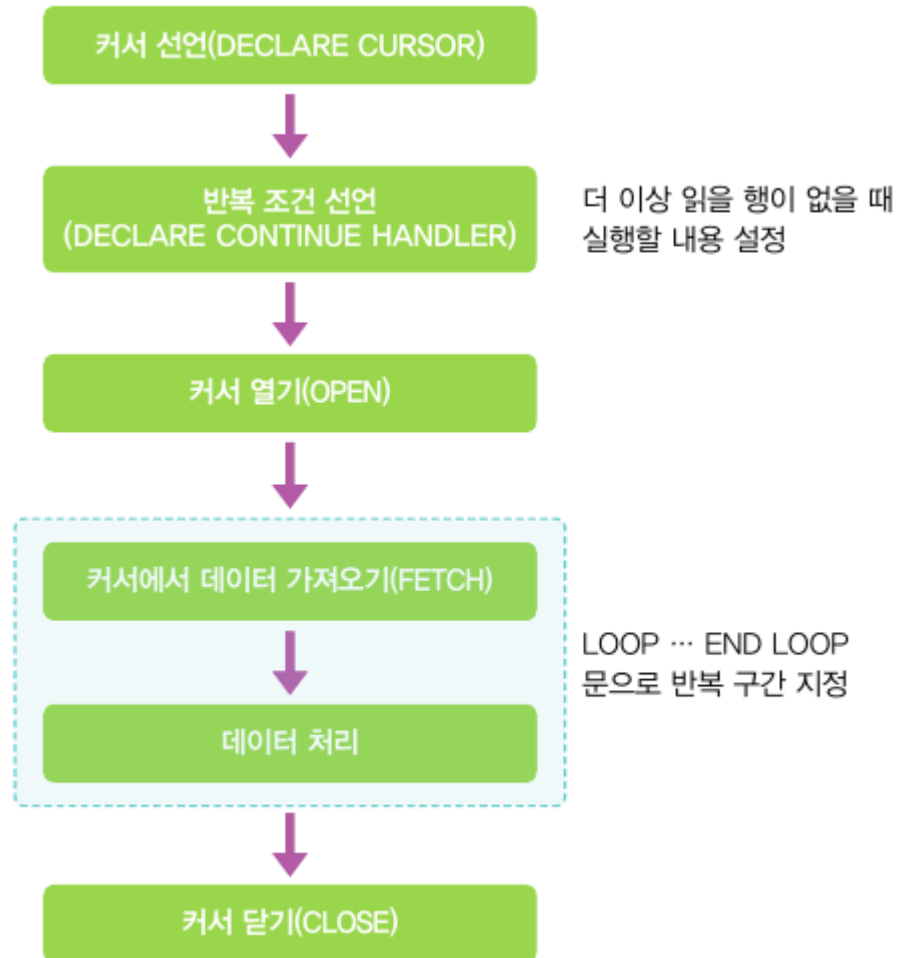 커서 선언(DECLARE CURSOR)
반복 조건 선언
(DECLARE CONTINUE HANDLER)
더 이상 읽을 행이 없을 때
실행할 내용 설정
커서 열기(OPEN)
커서에서 데이터 가져오기(FETCH)
LOOP ⋯ END LOOP
문으로 반복 구간 지정
데이터 처리
커서 닫기(CLOSE)